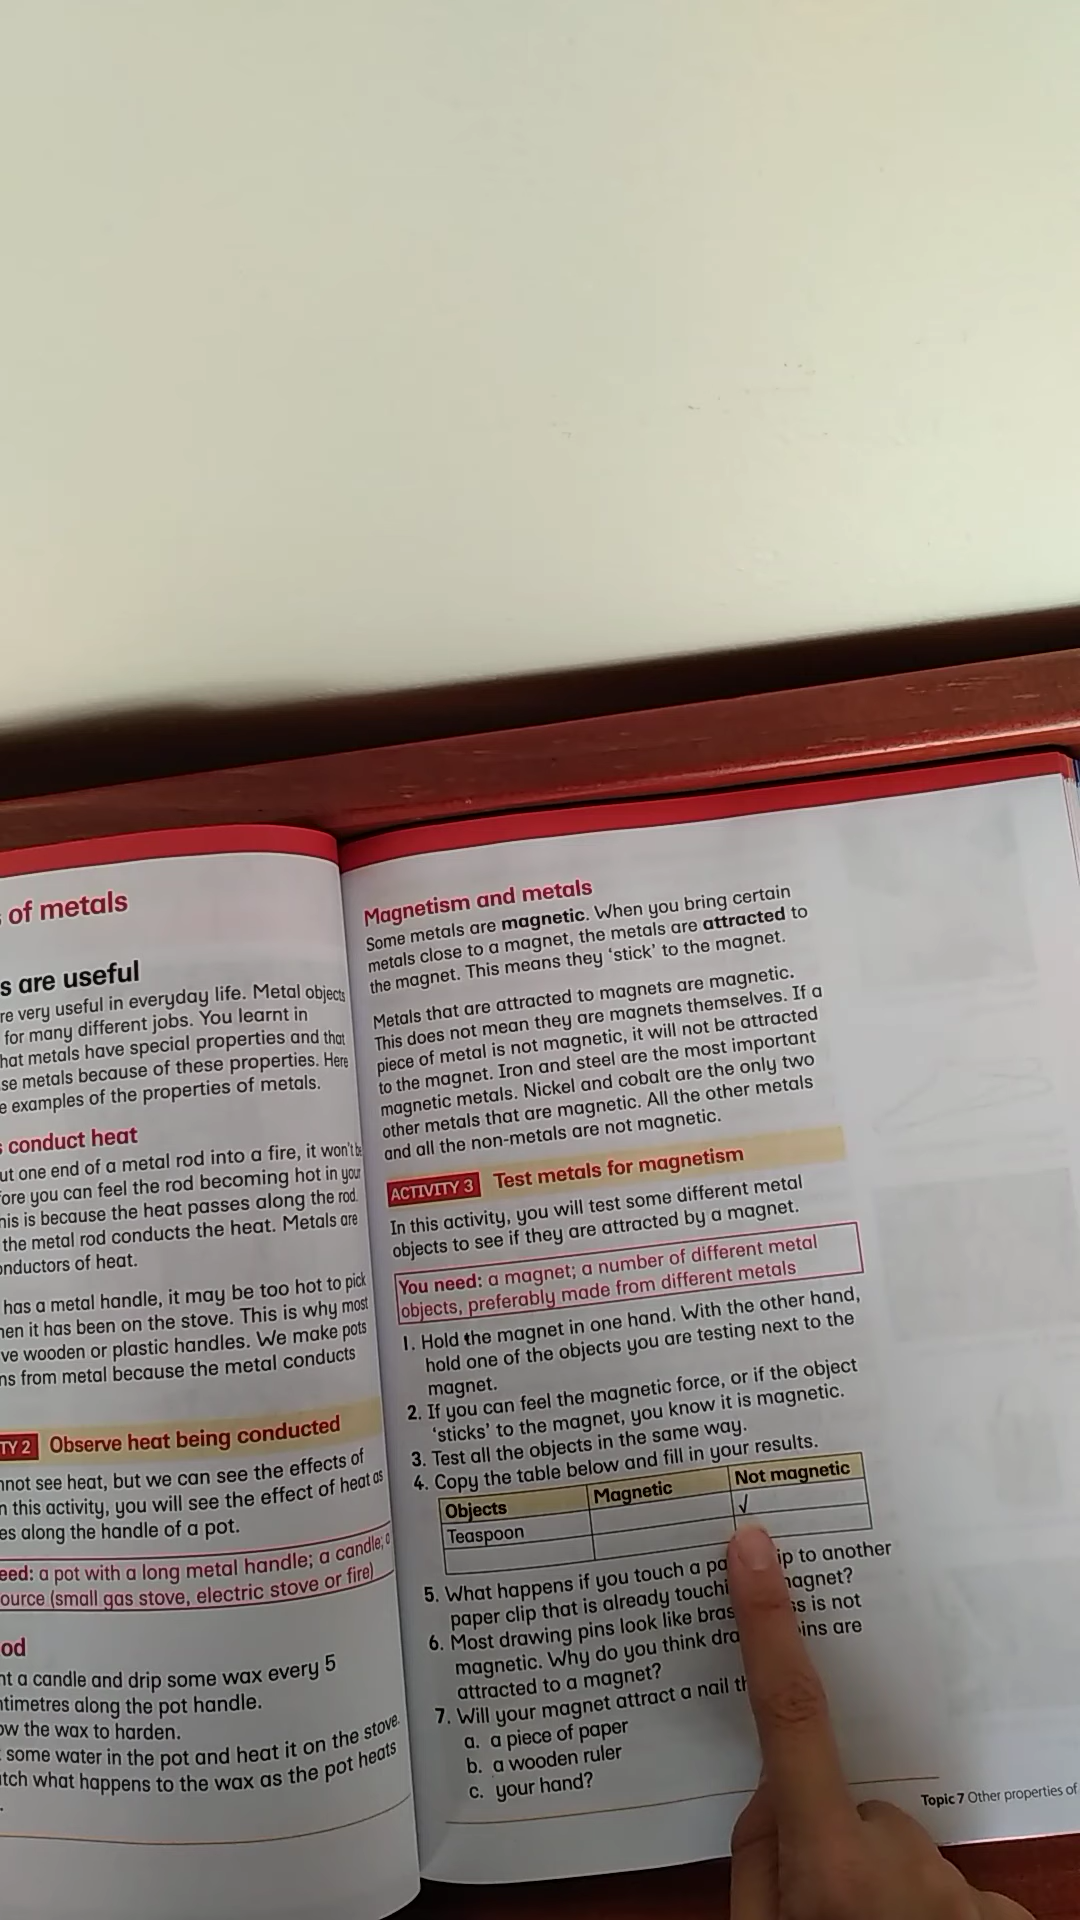 s of metals
s are useful
re very useful in everyday life. Metal objects
for many different jobs. You learnt in
hat metals have special properties and that
se metals because of these properties. Here
e examples of the properties of metals.
s conduct heat
ut one end of a metal rod into a fire, it won't be
fore you can feel the rod becoming hot in your
his is because the heat passes along the rod.
the metal rod conducts the heat. Metals are
onductors of heat.
has a metal handle, it may be too hot to pick
hen it has been on the stove. This is why most
ve wooden or plastic handles. We make pots
ns from metal because the metal conducts
TY 2 Observe heat being conducted
nnot see heat, but we can see the effects of
n this activity, you will see the effect of heat as
es along the handle of a pot.
eed: a pot with a long metal handle; a candle; a
ource (small gas stove, electric stove or fire)
od
nt a candle and drip some wax every 5
ntimetres along the pot handle.
ow the wax to harden.
some water in the pot and heat it on the stove.
tch what happens to the wax as the pot heats
.
Magnetism and metals
Some metals are magnetic. When you bring certain
metals close to a magnet, the metals are attracted to
the magnet. This means they 'stick' to the magnet.
Metals that are attracted to magnets are magnetic.
This does not mean they are magnets themselves. If a
piece of metal is not magnetic, it will not be attracted
to the magnet. Iron and steel are the most important
magnetic metals. Nickel and cobalt are the only two
other metals that are magnetic. All the other metals
and all the non-metals are not magnetic.
ACTIVITY 3 Test metals for magnetism
In this activity, you will test some different metal
objects to see if they are attracted by a magnet.
You need: a magnet; a number of different metal
objects, preferably made from different metals
1. Hold the magnet in one hand. With the other hand,
hold one of the objects you are testing next to the
magnet.
2. If you can feel the magnetic force, or if the object
'sticks' to the magnet, you know it is magnetic.
3. Test all the objects in the same way.
4. Copy the table below and fill in your results.
Objects Magnetic Not magnetic
Teaspoon ✓
5. What happens if you touch a pa ip to another
paper clip that is already touchi agnet?
6. Most drawing pins look like bras ss is not
magnetic. Why do you think dra ins are
attracted to a magnet?
7. Will your magnet attract a nail th
a. a piece of paper
b. a wooden ruler
c. your hand?
Topic 7 Other properties of